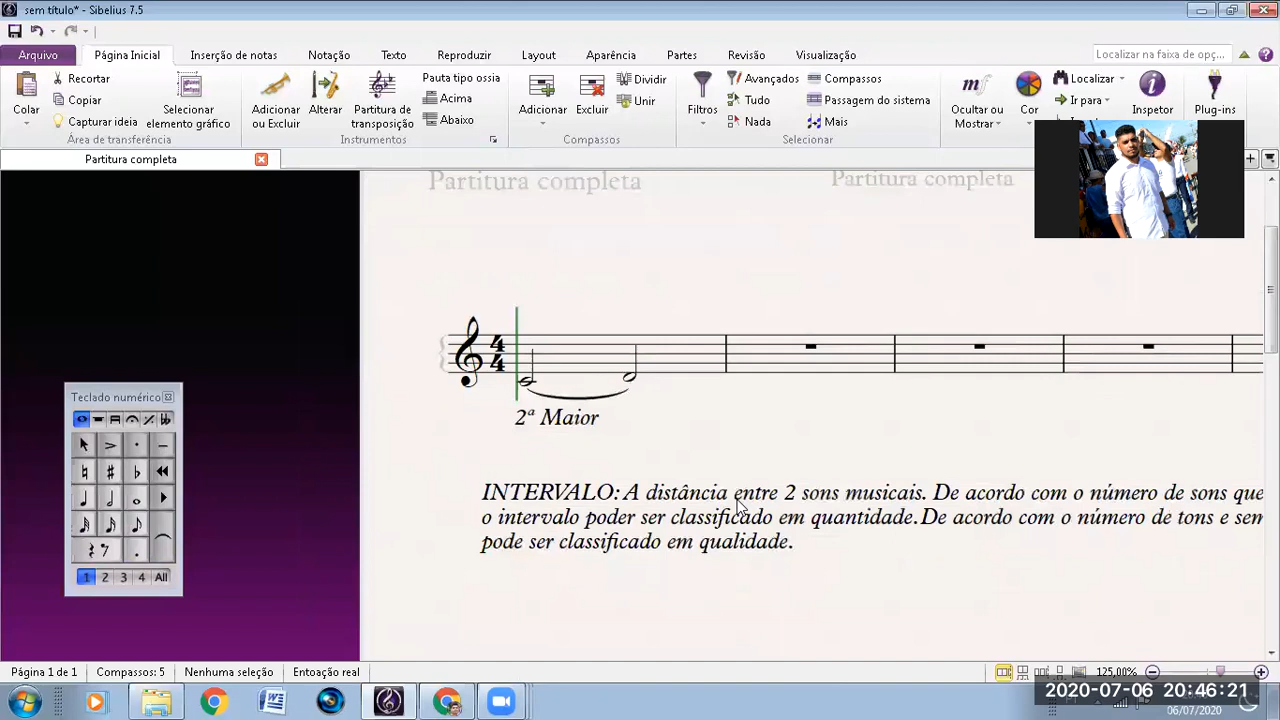 sem título* - Sibelius 7.5
Arquivo Página Inicial Inserção de notas Notação Texto Reproduzir Layout Aparência Partes Revisão Visualização Localizar na faixa de opç...
Colar
Recortar
Copiar
Capturar ideia
Selecionar elemento gráfico
Área de transferência
Adicionar ou Excluir
Alterar
Partitura de transposição
Pauta tipo ossia
Acima
Abaixo
Instrumentos
Adicionar
Excluir
Dividir
Unir
Compassos
Filtros
Avançados
Tudo
Nada
Compassos
Passagem do sistema
Mais
Selecionar
Ocultar ou Mostrar
Cor
Localizar
Ir para
Inspetor
Plug-ins
Partitura completa
Partitura completa Partitura completa
4
4
2ª Maior
Teclado numérico
1 2 3 4 All
INTERVALO: A distância entre 2 sons musicais. De acordo com o número de sons que
o intervalo poder ser classificado em quantidade. De acordo com o número de tons e sem
pode ser classificado em qualidade.
Página 1 de 1 Compassos: 5 Nenhuma seleção Entoação real 125,00%
2020-07-06 20:46:21
06/07/2020